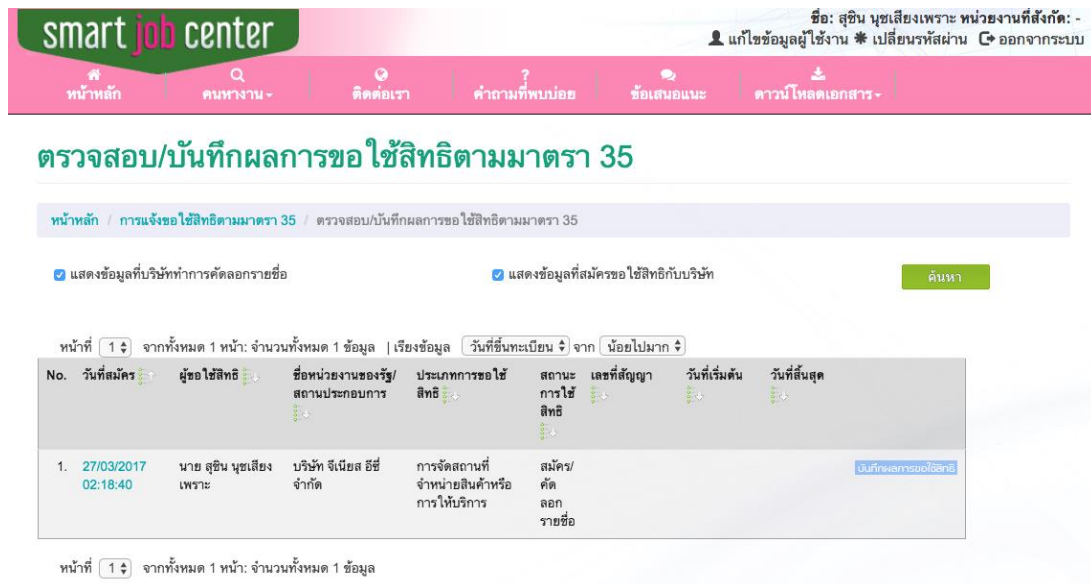 smart job center
ชื่อ: สุชิน นุชเสียงเพราะ หน่วยงานที่สังกัด: -
แก้ไขข้อมูลผู้ใช้งาน เปลี่ยนรหัสผ่าน ออกจากระบบ
หน้าหลัก ค้นหางาน ติดต่อเรา ? คำถามที่พบบ่อย ข้อเสนอแนะ ดาวน์โหลดเอกสาร
ตรวจสอบ/บันทึกผลการขอใช้สิทธิตามมาตรา 35
หน้าหลัก / การแจ้งขอใช้สิทธิตามมาตรา 35 / ตรวจสอบ/บันทึกผลการขอใช้สิทธิตามมาตรา 35
แสดงข้อมูลที่บริษัททำการคัดลอกรายชื่อ แสดงข้อมูลที่สมัครขอใช้สิทธิกับบริษัท ค้นหา
หน้าที่ 1 จากทั้งหมด 1 หน้า: จำนวนทั้งหมด 1 ข้อมูล | เรียงข้อมูล วันที่ขึ้นทะเบียน จาก น้อยไปมาก
No. วันที่สมัคร ผู้ขอใช้สิทธิ ชื่อหน่วยงานของรัฐ/ ประเภทการขอใช้ สถานะ เลขที่สัญญา วันที่เริ่มต้น วันที่สิ้นสุด
สถานประกอบการ สิทธิ การใช้
สิทธิ
1. 27/03/2017 นาย สุชิน นุชเสียง บริษัท จีเนียส อีซี่ การจัดสถานที่ สมัคร/ บันทึกผลการขอใช้สิทธิ
02:18:40 เพราะ จำกัด จำหน่ายสินค้าหรือ คัด
การให้บริการ ลอก
รายชื่อ
หน้าที่ 1 จากทั้งหมด 1 หน้า: จำนวนทั้งหมด 1 ข้อมูล